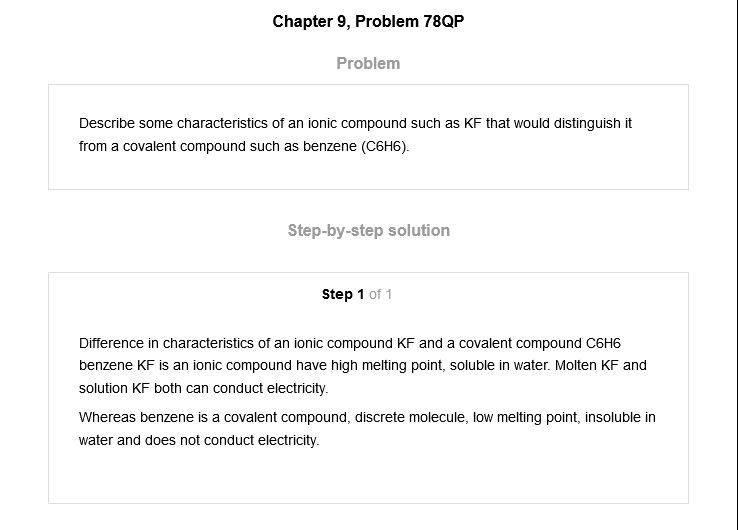 Chapter 9, Problem 78QP
Problem
Describe some characteristics of an ionic compound such as KF that would distinguish it
from a covalent compound such as benzene (C6H6).
Step-by-step solution
Step 1 of 1
Difference in characteristics of an ionic compound KF and a covalent compound C6H6
benzene KF is an ionic compound have high melting point, soluble in water. Molten KF and
solution KF both can conduct electricity.
Whereas benzene is a covalent compound, discrete molecule, low melting point, insoluble in
water and does not conduct electricity.